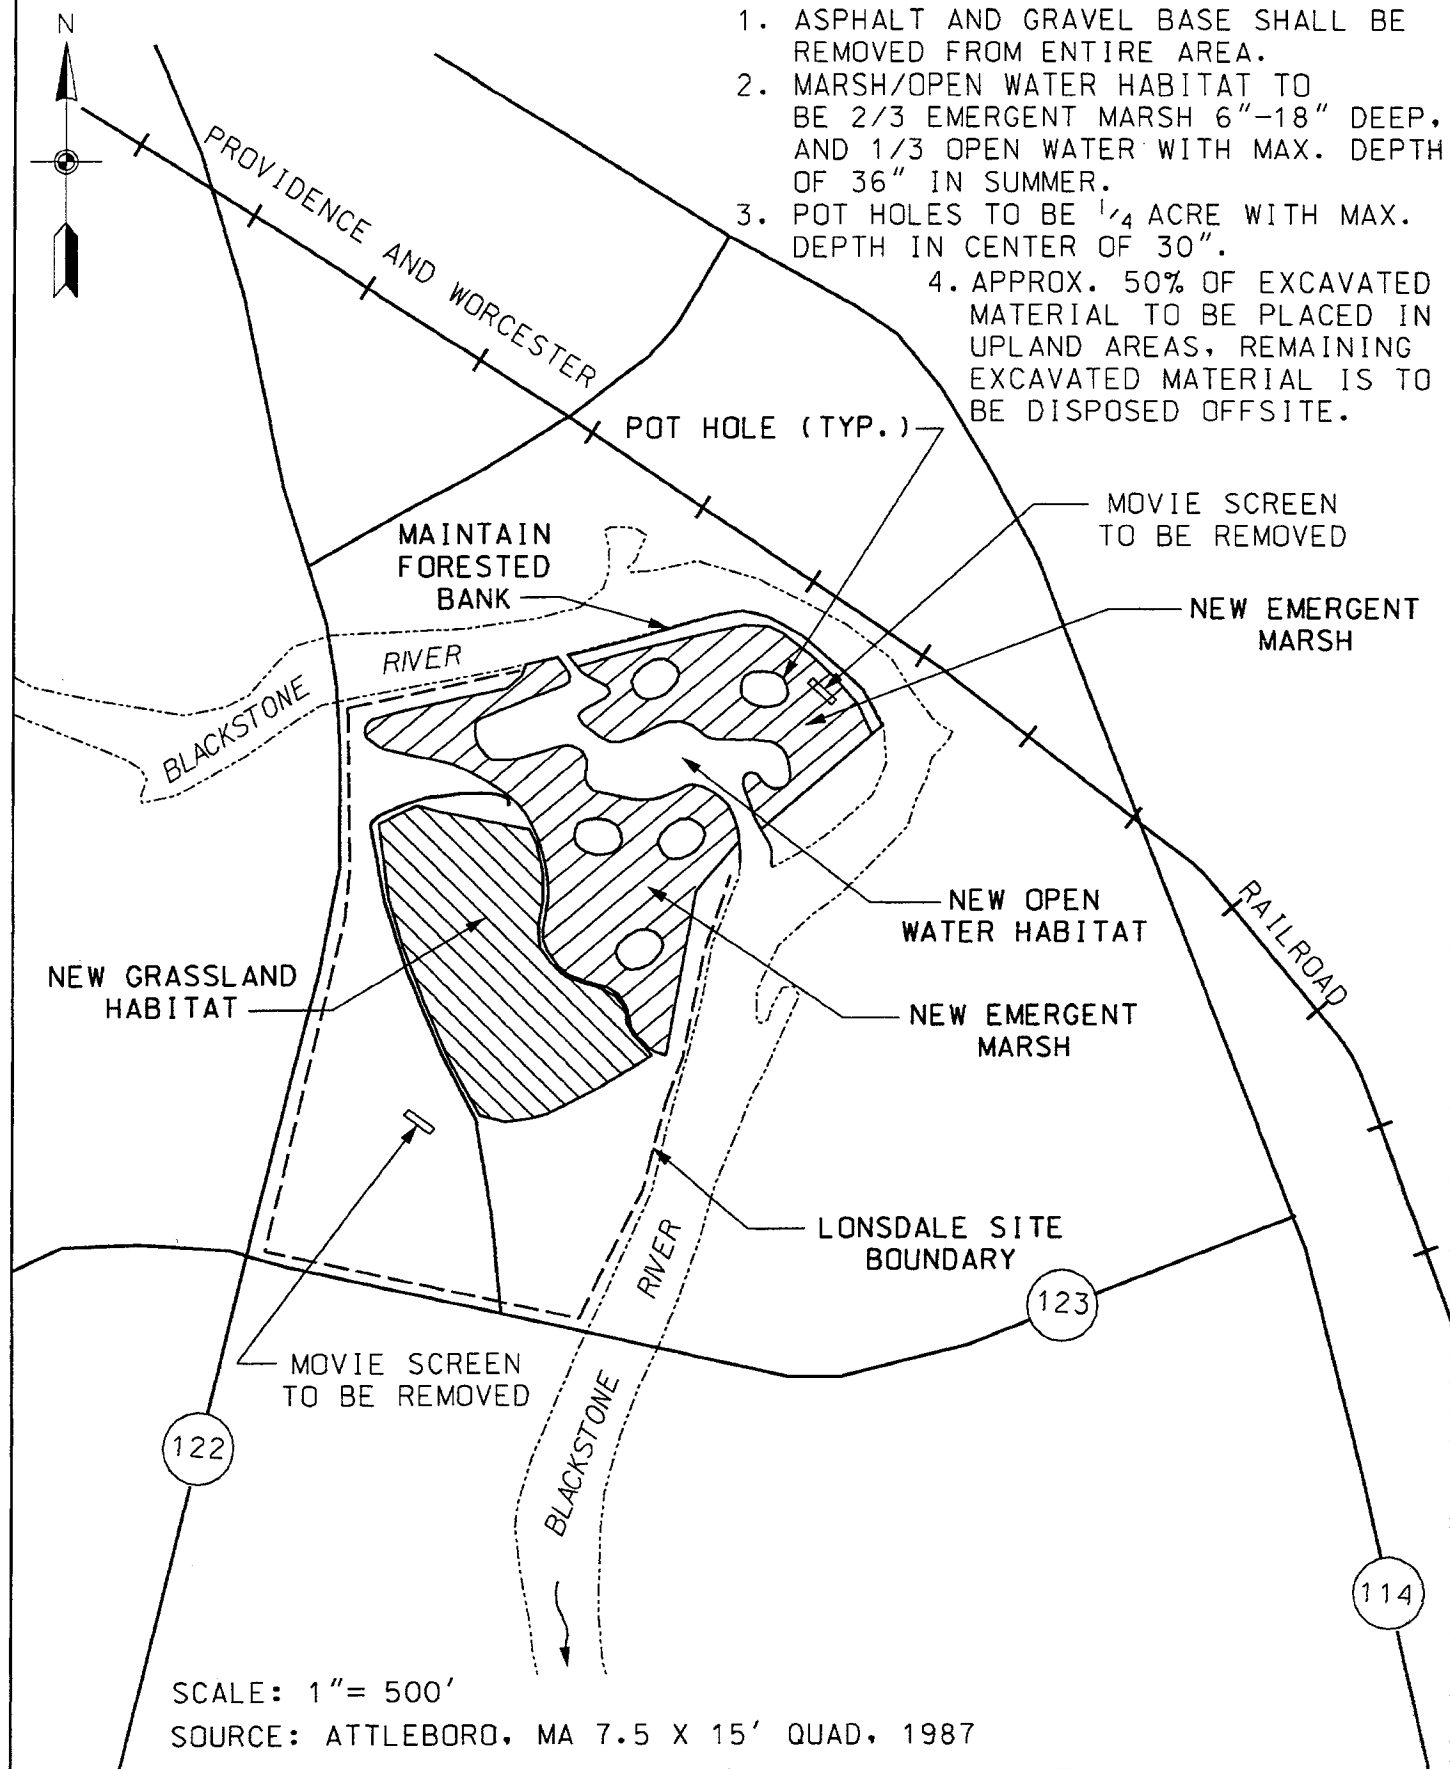 N
1. ASPHALT AND GRAVEL BASE SHALL BE
REMOVED FROM ENTIRE AREA.
2. MARSH/OPEN WATER HABITAT TO
BE 2/3 EMERGENT MARSH 6"-18" DEEP,
AND 1/3 OPEN WATER WITH MAX. DEPTH
OF 36" IN SUMMER.
3. POT HOLES TO BE 1/4 ACRE WITH MAX.
DEPTH IN CENTER OF 30".
4. APPROX. 50% OF EXCAVATED
MATERIAL TO BE PLACED IN
UPLAND AREAS, REMAINING
EXCAVATED MATERIAL IS TO
BE DISPOSED OFFSITE.
PROVIDENCE AND WORCESTER
POT HOLE (TYP.)
MOVIE SCREEN
TO BE REMOVED
MAINTAIN
FORESTED
BANK
NEW EMERGENT
MARSH
BLACKSTONE RIVER
NEW OPEN
WATER HABITAT
RAILROAD
NEW GRASSLAND
HABITAT
NEW EMERGENT
MARSH
LONSDALE SITE
BOUNDARY
MOVIE SCREEN
TO BE REMOVED
BLACKSTONE RIVER
123
122
114
SCALE: 1"= 500'
SOURCE: ATTLEBORO, MA 7.5 X 15' QUAD, 1987